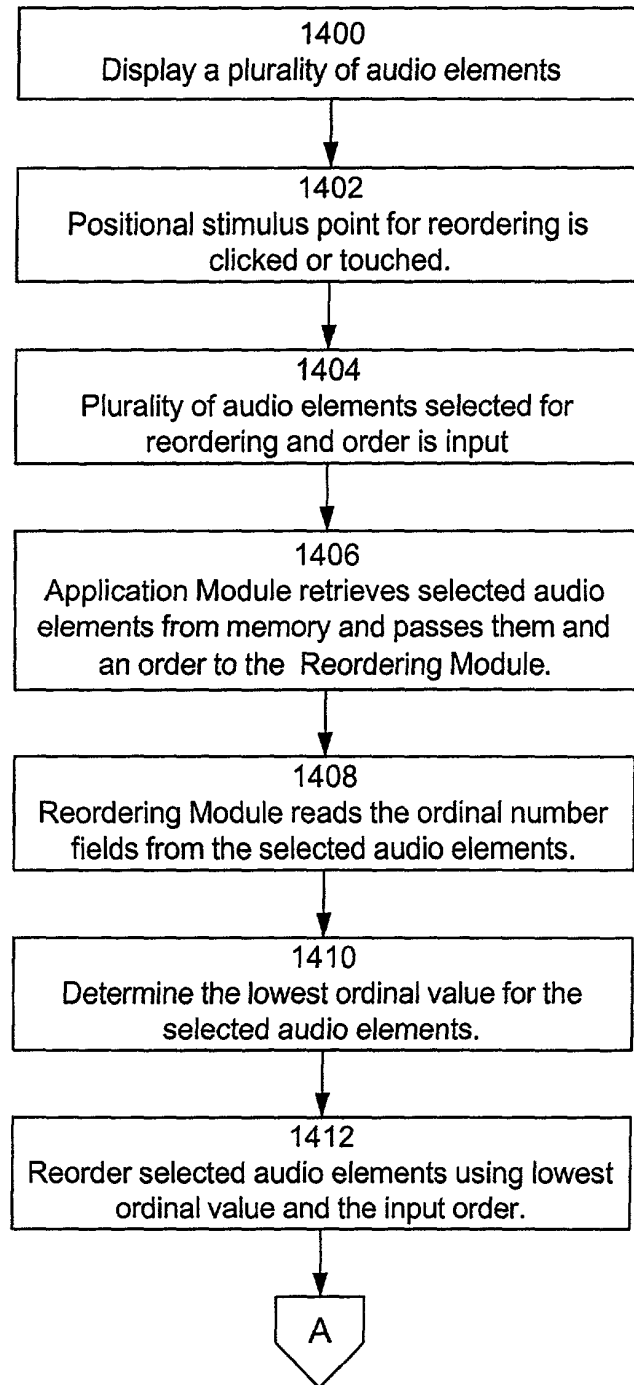 1400
Display a plurality of audio elements
1402
Positional stimulus point for reordering is
clicked or touched.
1404
Plurality of audio elements selected for
reordering and order is input
1406
Application Module retrieves selected audio
elements from memory and passes them and
an order to the Reordering Module.
1408
Reordering Module reads the ordinal number
fields from the selected audio elements.
1410
Determine the lowest ordinal value for the
selected audio elements.
1412
Reorder selected audio elements using lowest
ordinal value and the input order.
A